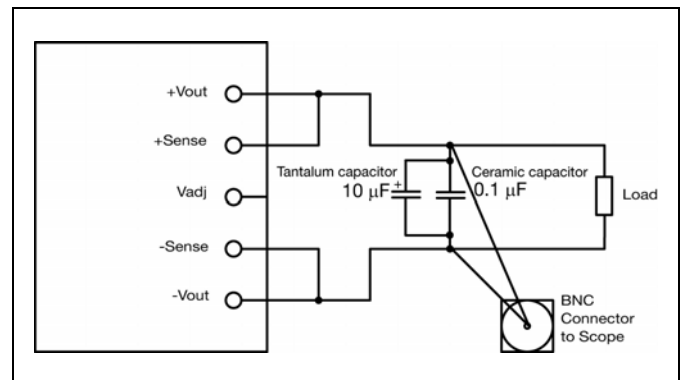 +Vout
+Sense
Vadj
-Sense
-Vout
Tantalum capacitor
10 μF
+
Ceramic capacitor
0.1 μF
Load
BNC
Connector
to Scope